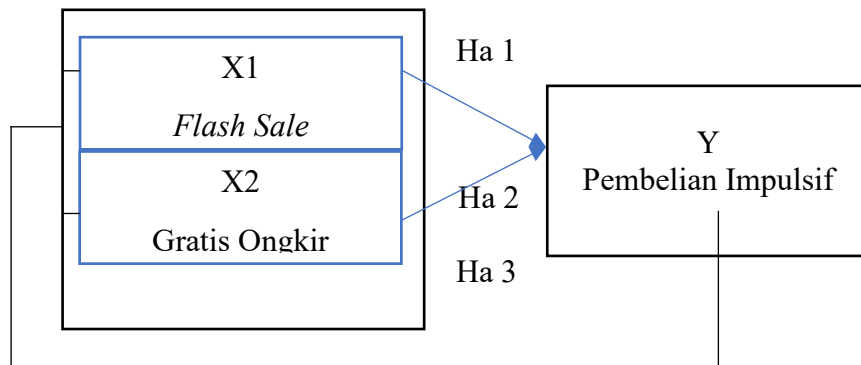 Ha 1
X1
Flash Sale
Y
Pembelian Impulsif
X2
Ha 2
Gratis Ongkir
Ha 3